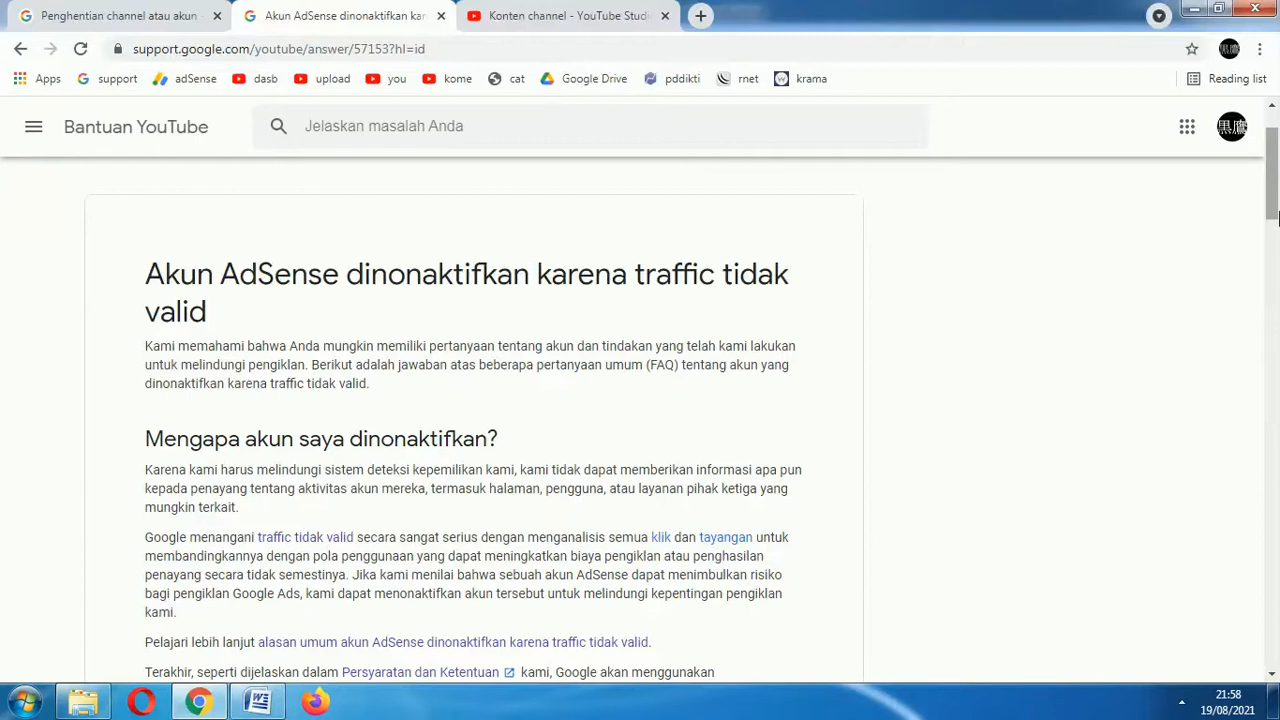 Penghentian channel atau akun -
Akun AdSense dinonaktifkan kar
Konten channel - YouTube Studi
support.google.com/youtube/answer/57153?hl=id
Apps
support
adSense
dasb
upload
you
kome
cat
Google Drive
pddikti
rnet
krama
Reading list
Bantuan YouTube
Jelaskan masalah Anda
黒鷹
Akun AdSense dinonaktifkan karena traffic tidak
valid
Kami memahami bahwa Anda mungkin memiliki pertanyaan tentang akun dan tindakan yang telah kami lakukan
untuk melindungi pengiklan. Berikut adalah jawaban atas beberapa pertanyaan umum (FAQ) tentang akun yang
dinonaktifkan karena traffic tidak valid.
Mengapa akun saya dinonaktifkan?
Karena kami harus melindungi sistem deteksi kepemilikan kami, kami tidak dapat memberikan informasi apa pun
kepada penayang tentang aktivitas akun mereka, termasuk halaman, pengguna, atau layanan pihak ketiga yang
mungkin terkait.
Google menangani traffic tidak valid secara sangat serius dengan menganalisis semua klik dan tayangan untuk
membandingkannya dengan pola penggunaan yang dapat meningkatkan biaya pengiklan atau penghasilan
penayang secara tidak semestinya. Jika kami menilai bahwa sebuah akun AdSense dapat menimbulkan risiko
bagi pengiklan Google Ads, kami dapat menonaktifkan akun tersebut untuk melindungi kepentingan pengiklan
kami.
Pelajari lebih lanjut alasan umum akun AdSense dinonaktifkan karena traffic tidak valid.
Terakhir, seperti dijelaskan dalam Persyaratan dan Ketentuan kami, Google akan menggunakan
21:58
19/08/2021